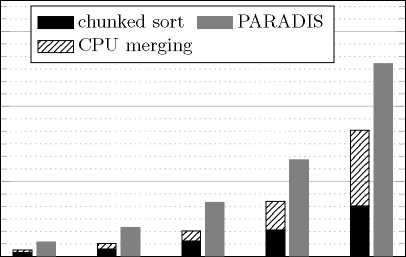 chunked sort PARADIS
CPU merging